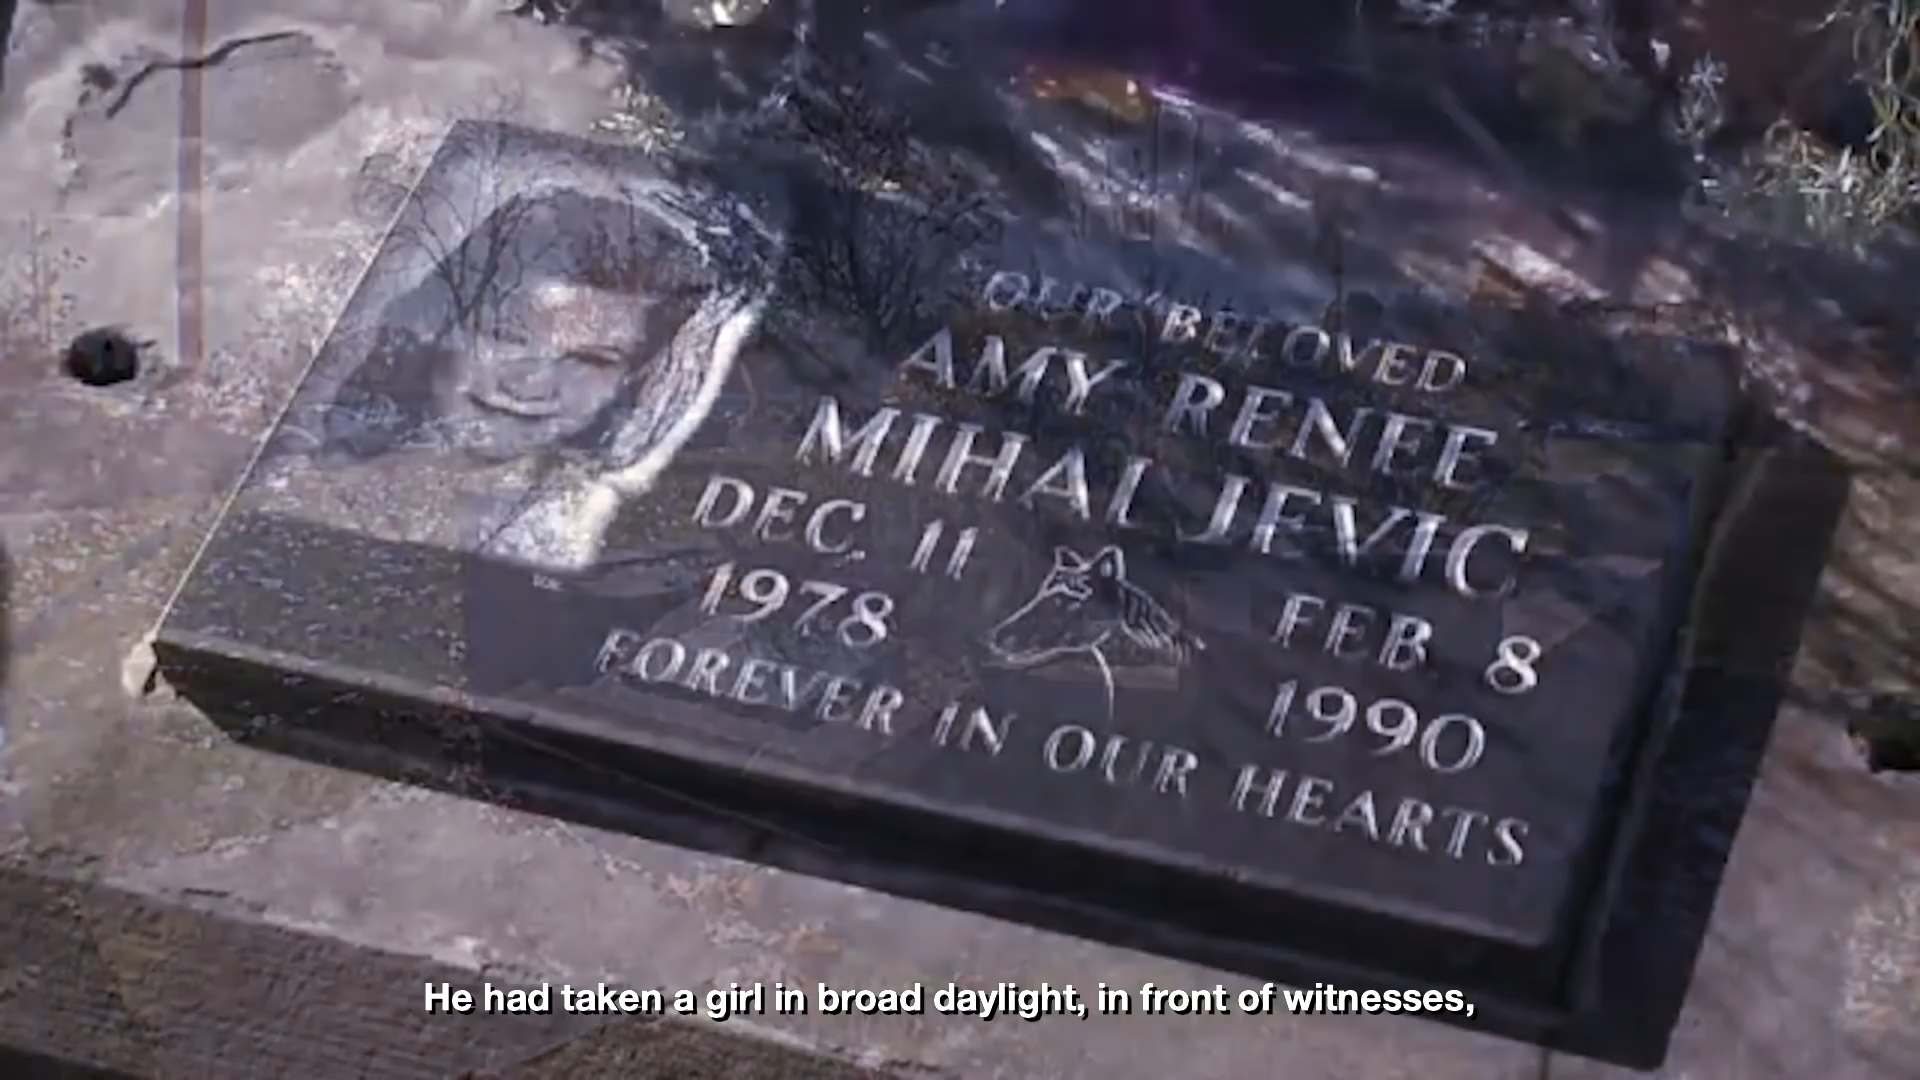 OUR BELOVED
AMY RENEE
MIHALJEVIC
DEC. 11 FEB 8
1978 1990
FOREVER IN OUR HEARTS
He had taken a girl in broad daylight, in front of witnesses,